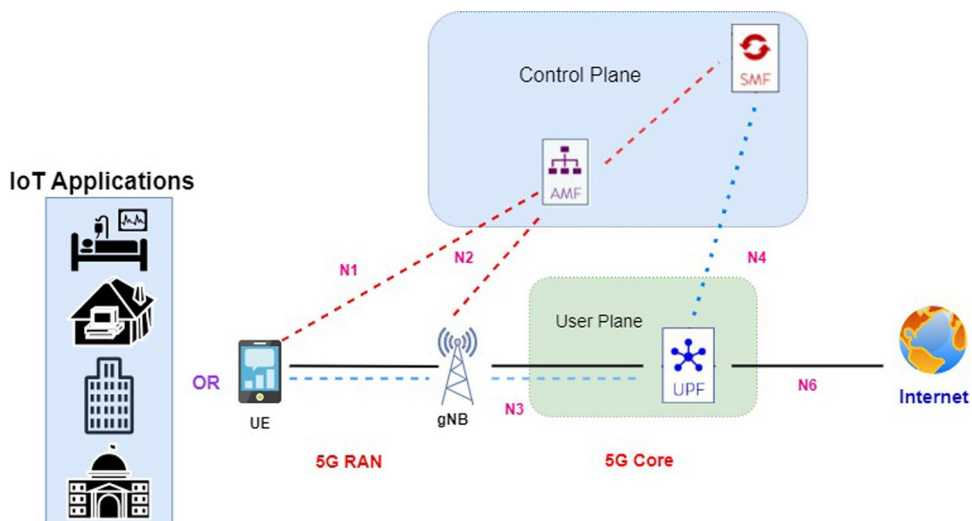 Control Plane
SMF
AMF
IoT Applications
N1
N2
N4
User Plane
OR
UE
gNB
N3
UPF
N6
Internet
5G RAN
5G Core